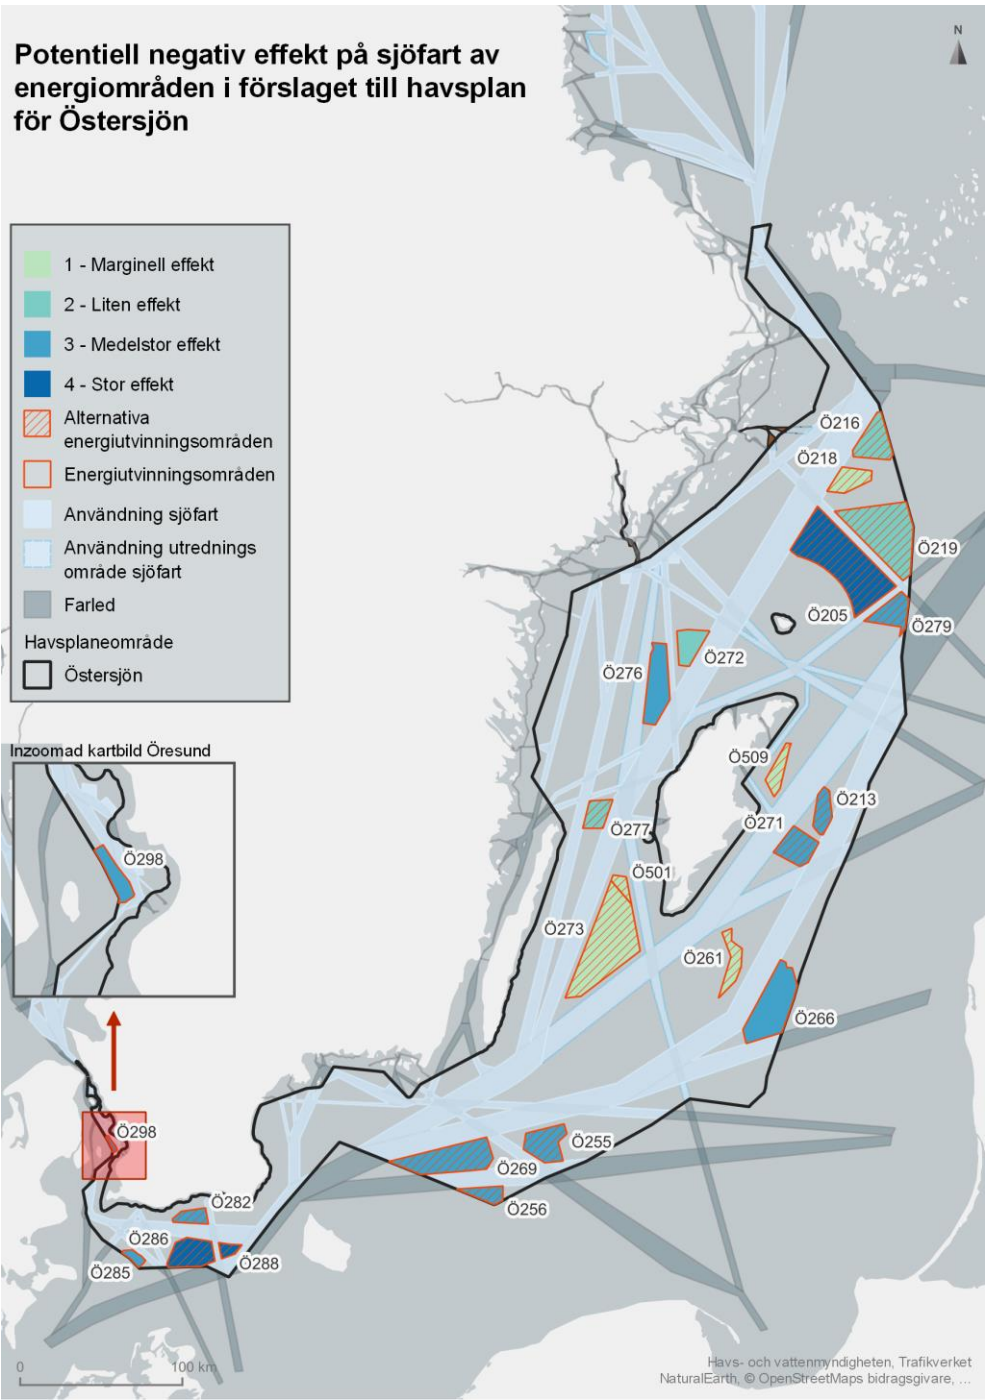 Potentiell negativ effekt på sjöfart av
energiområden i förslaget till havsplan
för Östersjön
N
1 - Marginell effekt
2 - Liten effekt
3 - Medelstor effekt
4 - Stor effekt
Alternativa
energiutvinningsområden
Energiutvinningsområden
Användning sjöfart
Användning utrednings
område sjöfart
Farled
Havsplaneområde
Östersjön
Inzoomad kartbild Öresund
Ö298
Ö216
Ö218
Ö219
Ö205
Ö279
Ö272
Ö276
Ö509
Ö213
Ö271
Ö277
Ö501
Ö273
Ö261
Ö266
Ö298
Ö255
Ö269
Ö256
Ö282
Ö286
Ö288
Ö285
0 100 km
Havs- och vattenmyndigheten, Trafikverket
NaturalEarth, © OpenStreetMaps bidragsgivare, ...